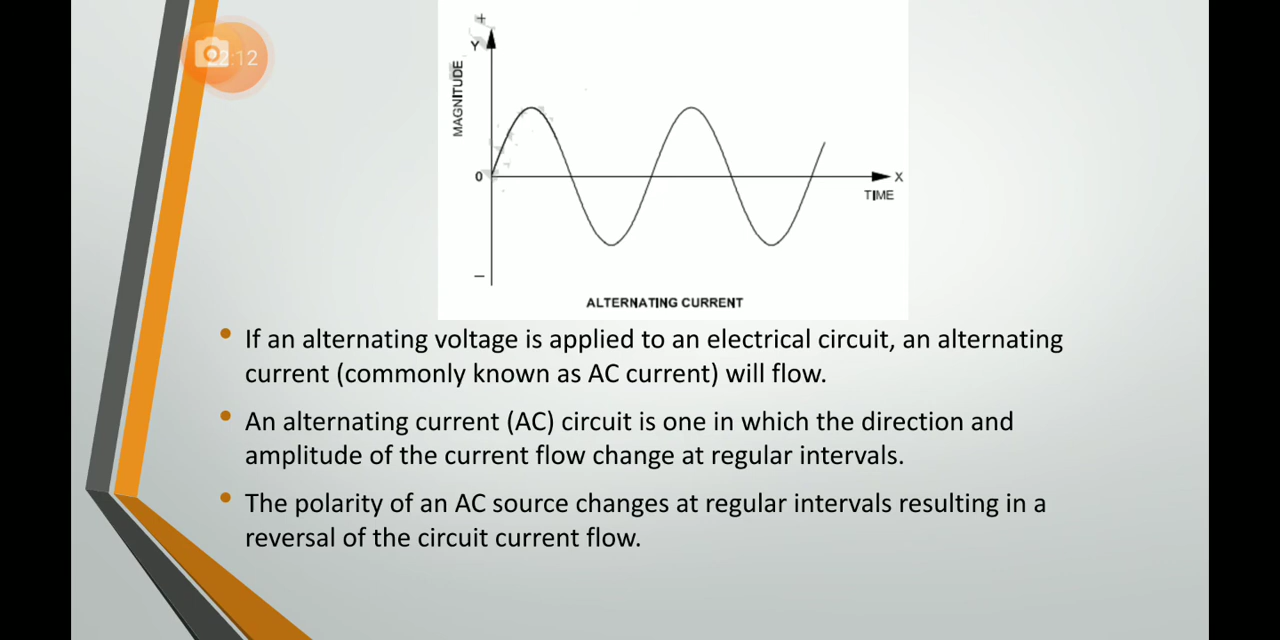 +
Y
MAGNITUDE
0
X
TIME
–
ALTERNATING CURRENT
• If an alternating voltage is applied to an electrical circuit, an alternating
current (commonly known as AC current) will flow.
• An alternating current (AC) circuit is one in which the direction and
amplitude of the current flow change at regular intervals.
• The polarity of an AC source changes at regular intervals resulting in a
reversal of the circuit current flow.